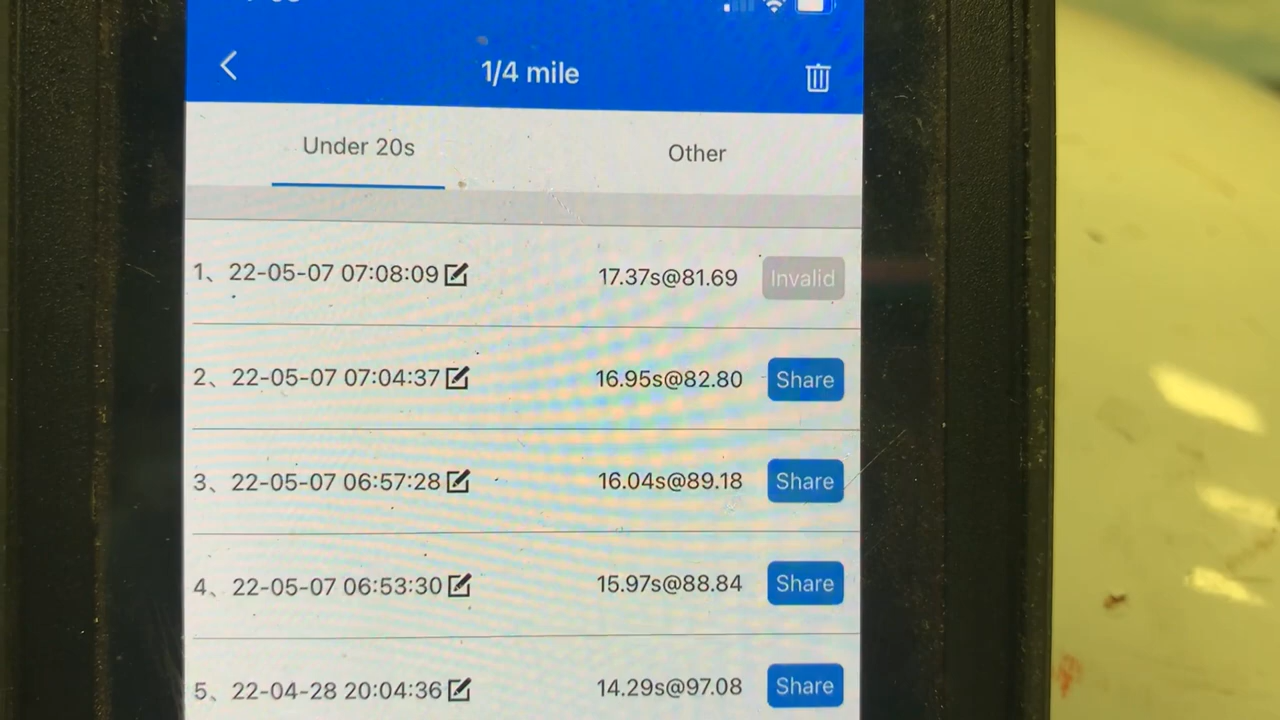 1/4 mile
Under 20s Other
1、 22-05-07 07:08:09 17.37s@81.69 Invalid
2、 22-05-07 07:04:37 16.95s@82.80 Share
3、 22-05-07 06:57:28 16.04s@89.18 Share
4、 22-05-07 06:53:30 15.97s@88.84 Share
5、 22-04-28 20:04:36 14.29s@97.08 Share